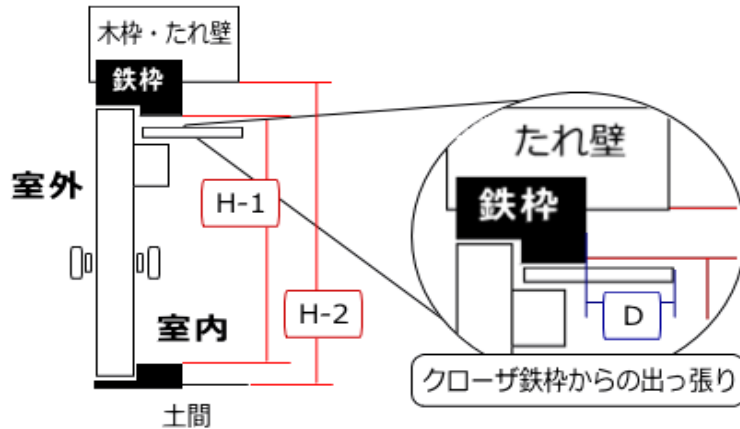 木枠・たれ壁
鉄枠
室外
H-1
H-2
室内
土間
たれ壁
鉄枠
D
クローザ鉄枠からの出っ張り